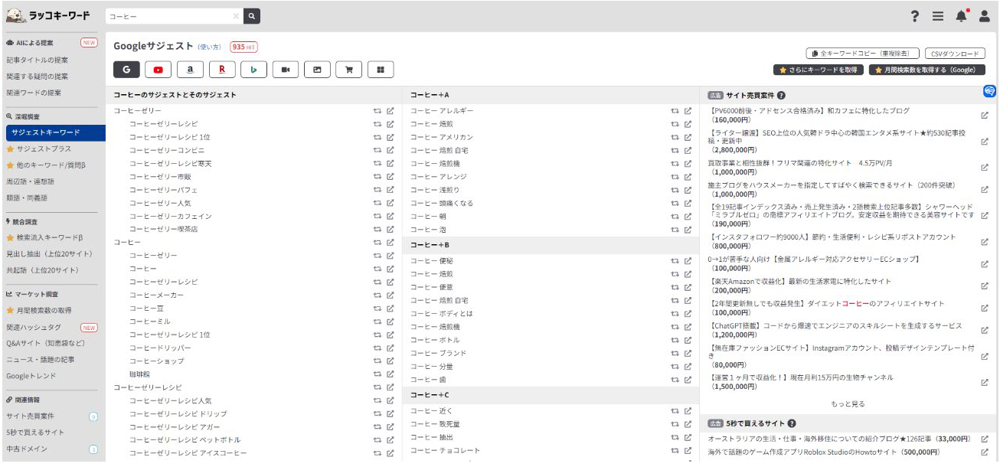 ラッコキーワード
コーヒー
AIによる提案 NEW
記事タイトルの提案
関連する疑問の提案
関連ワードの提案
深堀調査
サジェストキーワード
サジェストプラス
他のキーワード/質問β
周辺語・連想語
類語・同義語
競合調査
検索流入キーワードβ
見出し抽出（上位20サイト）
共起語（上位20サイト）
マーケット調査
月間検索数の取得
関連ハッシュタグ NEW
Q&Aサイト（知恵袋など）
ニュース・話題の記事
Googleトレンド
関連情報
サイト売買案件
5秒で買えるサイト
中古ドメイン
Googleサジェスト（使い方） 935 HIT
全キーワードコピー（重複除去）
CSVダウンロード
さらにキーワードを取得
月間検索数を取得する（Google）
コーヒーのサジェストとそのサジェスト
コーヒーゼリー
コーヒーゼリーレシピ
コーヒーゼリーレシピ 1位
コーヒーゼリーコンビニ
コーヒーゼリーレシピ寒天
コーヒーゼリー市販
コーヒーゼリーパフェ
コーヒーゼリー人気
コーヒーゼリーカフェイン
コーヒーゼリー喫茶店
コーヒー
コーヒーゼリー
コーヒー
コーヒーゼリーレシピ
コーヒーメーカー
コーヒー豆
コーヒーミル
コーヒーゼリーレシピ 1位
コーヒードリッパー
コーヒーショップ
珈琲館
コーヒーゼリーレシピ
コーヒーゼリーレシピ人気
コーヒーゼリーレシピ ドリップ
コーヒーゼリーレシピ アガー
コーヒーゼリーレシピ ペットボトル
コーヒーゼリーレシピ アイスコーヒー
コーヒー＋A
コーヒー アレルギー
コーヒー 焙煎
コーヒー アメリカン
コーヒー 焙煎 自宅
コーヒー 焙煎機
コーヒー アレンジ
コーヒー 浅煎り
コーヒー 頭痛くなる
コーヒー 朝
コーヒー 泡
コーヒー＋B
コーヒー 便秘
コーヒー 焙煎
コーヒー 便意
コーヒー 焙煎 自宅
コーヒー ボディとは
コーヒー 焙煎機
コーヒー ボトル
コーヒー ブランド
コーヒー 分量
コーヒー 歯
コーヒー＋C
コーヒー 近く
コーヒー 致死量
コーヒー 抽出
コーヒー チョコレート
広告 サイト売買案件
【PV6000前後・アドセンス合格済み】和カフェに特化したブログ
（160,000円）
【ライター譲渡】SEO上位の人気韓ドラ中心の韓国エンタメ系サイト★約530記事投
稿・更新中
（2,800,000円）
買取事業と相性抜群！フリマ関連の特化サイト　4.5万PV/月
（1,000,000円）
施主ブログをハウスメーカーを指定してすばやく検索できるサイト（200件突破）
（1,000,000円）
【全19記事インデックス済み・売上発生済み・2語検索上位記事多数】シャワーヘッド
「ミラブルゼロ」の商標アフィリエイトブログ。安定収益を期待できる美容サイトです
（190,000円）
【インスタフォロワー約9000人】節約・生活便利・レシピ系リポストアカウント
（800,000円）
0→1が苦手な人向け【金属アレルギー対応アクセサリーECショップ】
（100,000円）
【楽天Amazonで収益化】最新の生活家電に特化したサイト
（200,000円）
【2年間更新無しでも収益発生】ダイエットコーヒーのアフィリエイトサイト
（100,000円）
【ChatGPT搭載】コードから爆速でエンジニアのスキルシートを生成するサービス
（1,200,000円）
【無在庫ファッションECサイト】Instagramアカウント、投稿デザインテンプレート付
き
（80,000円）
【運営１ヶ月で収益化！】現在月利15万円の生物チャンネル
（1,500,000円）
もっと見る
広告 5秒で買えるサイト
オーストラリアの生活・仕事・海外移住についての紹介ブログ★126記事（33,000円）
海外で話題のゲーム作成アプリRoblox StudioのHowtoサイト（500,000円）